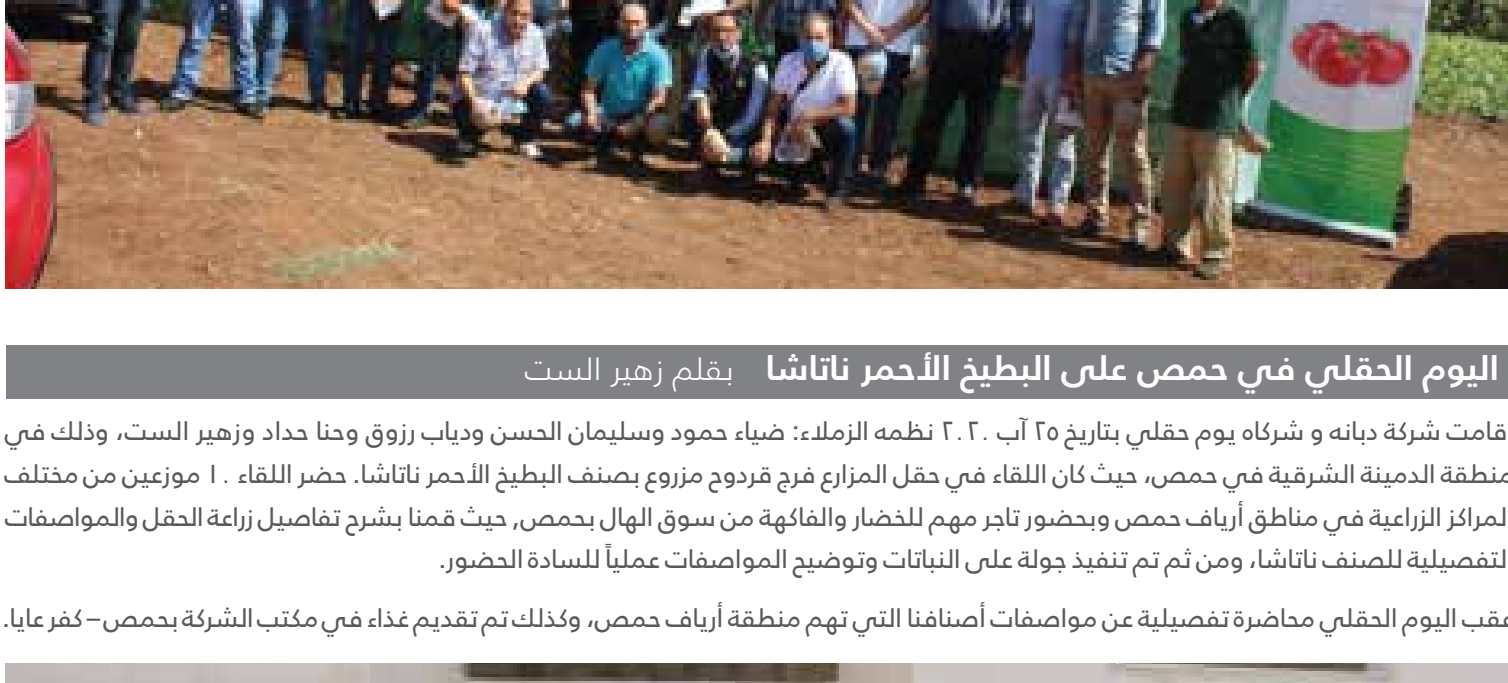 اليوم الحقلي في حمص على البطيخ الأحمر ناتاشا بقلم زهير الست
قامت شركة دبانه و شركاه يوم حقلي بتاريخ ٢٥ آب ٢٠٢٠ نظمه الزملاء: ضياء حمود وسليمان الحسن ودياب رزوق وحنا حداد وزهير الست، وذلك في
منطقة الدمينة الشرقية في حمص، حيث كان اللقاء في حقل المزارع فرج قردوح مزروع بصنف البطيخ الأحمر ناتاشا. حضر اللقاء ١٠ موزعين من مختلف
لمراكز الزراعية في مناطق أرياف حمص وبحضور تاجر مهم للخضار والفاكهة من سوق الهال بحمص, حيث قمنا بشرح تفاصيل زراعة الحقل والمواصفات
لتفصيلية للصنف ناتاشا، ومن ثم تم تنفيذ جولة على النباتات وتوضيح المواصفات عملياً للسادة الحضور.
عقب اليوم الحقلي محاضرة تفصيلية عن مواصفات أصنافنا التي تهم منطقة أرياف حمص، وكذلك تم تقديم غذاء في مكتب الشركة بحمص – كفر عايا.